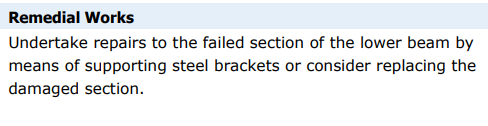 Remedial Works
Undertake repairs to the failed section of the lower beam by
means of supporting steel brackets or consider replacing the
damaged section.